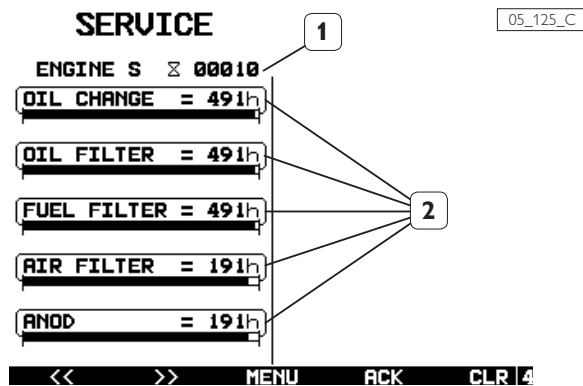 SERVICE
1
05_125_C
ENGINE S ⧖ 00010
OIL CHANGE = 491h
OIL FILTER = 491h
FUEL FILTER = 491h
2
AIR FILTER = 191h
ANOD = 191h
<< >> MENU ACK CLR 4